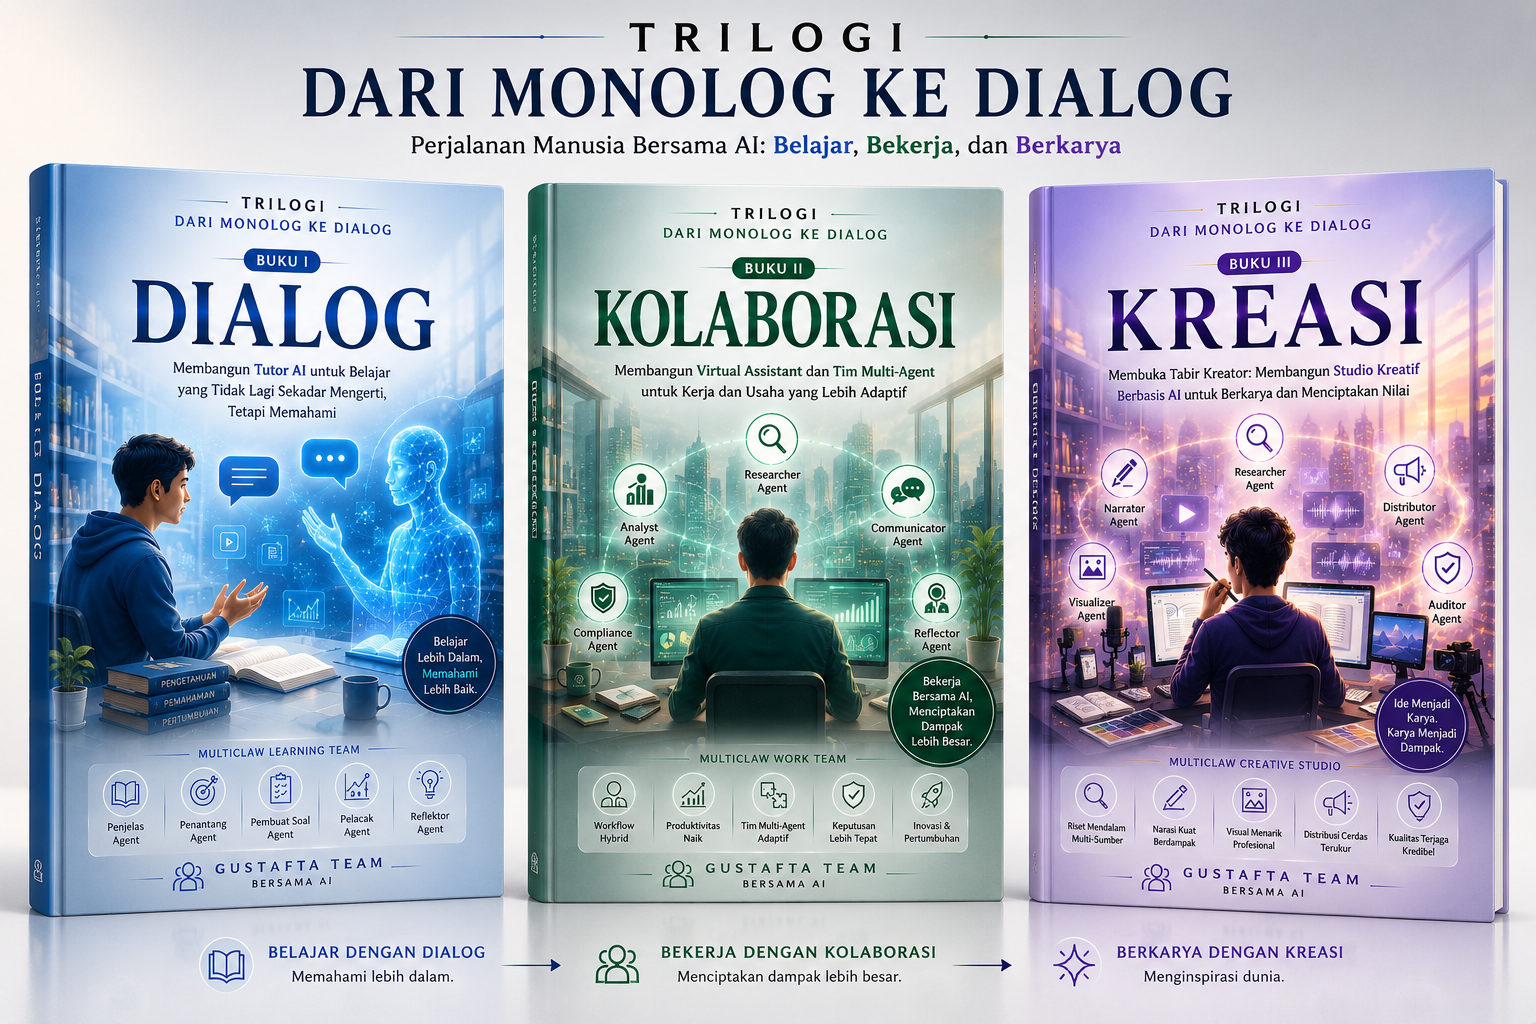 TRILOGI
DARI MONOLOG KE DIALOG
Perjalanan Manusia Bersama AI: Belajar, Bekerja, dan Berkarya
TRILOGI
DARI MONOLOG KE DIALOG
BUKU I
DIALOG
Membangun Tutor AI untuk Belajar
yang Tidak Lagi Sekadar Mengerti,
Tetapi Memahami
PENGETAHUAN
PEMAHAMAN
PERTUMBUHAN
Belajar
Lebih Dalam,
Memahami
Lebih Baik.
MULTICLAW LEARNING TEAM
Penjelas
Agent
Penantang
Agent
Pembuat Soal
Agent
Pelacak
Agent
Reflektor
Agent
GUSTAFTA TEAM
BERSAMA AI
DIALOG
TRILOGI
DARI MONOLOG KE DIALOG
BUKU II
KOLABORASI
Membangun Virtual Assistant dan Tim Multi-Agent
untuk Kerja dan Usaha yang Lebih Adaptif
Researcher
Agent
Analyst
Agent
Communicator
Agent
Compliance
Agent
Reflector
Agent
Bekerja
Bersama AI,
Menciptakan
Dampak
Lebih Besar.
MULTICLAW WORK TEAM
Workflow
Hybrid
Produktivitas
Naik
Tim Multi-Agent
Adaptif
Keputusan
Lebih Tepat
Inovasi &
Pertumbuhan
GUSTAFTA TEAM
BERSAMA AI
TRILOGI
DARI MONOLOG KE DIALOG
BUKU III
KREASI
Membuka Tabir Kreator: Membangun Studio Kreatif
Berbasis AI untuk Berkarya dan Menciptakan Nilai
Researcher
Agent
Narrator
Agent
Distributor
Agent
Visualizer
Agent
Auditor
Agent
Ide Menjadi
Karya.
Karya Menjadi
Dampak.
MULTICLAW CREATIVE STUDIO
Riset Mendalam
Multi-Sumber
Narasi Kuat
Berdampak
Visual Menarik
Profesional
Distribusi Cerdas
Terukur
Kualitas Terjaga
Kredibel
GUSTAFTA TEAM
BERSAMA AI
BELAJAR DENGAN DIALOG
Memahami lebih dalam.
BEKERJA DENGAN KOLABORASI
Menciptakan dampak lebih besar.
BERKARYA DENGAN KREASI
Menginspirasi dunia.